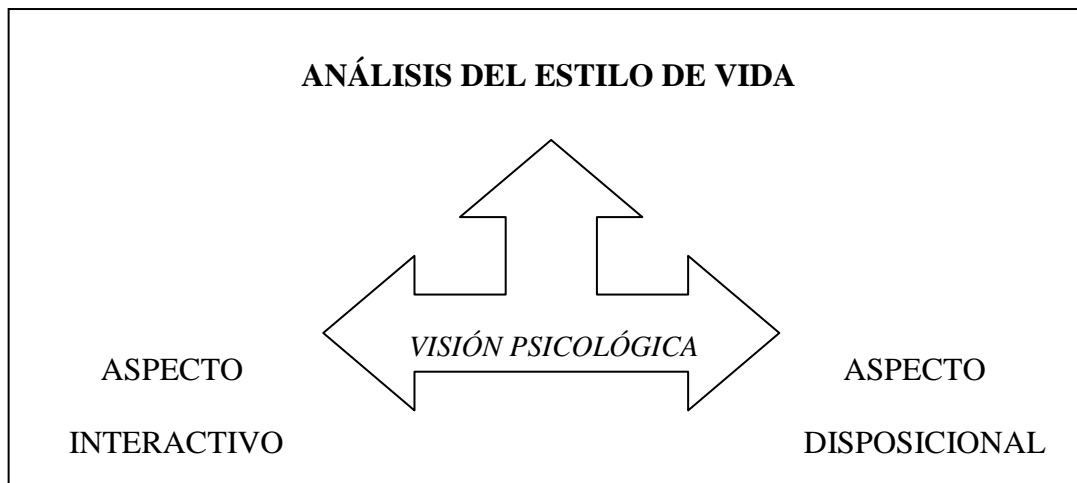 ANÁLISIS DEL ESTILO DE VIDA
VISIÓN PSICOLÓGICA
ASPECTO
INTERACTIVO
ASPECTO
DISPOSICIONAL